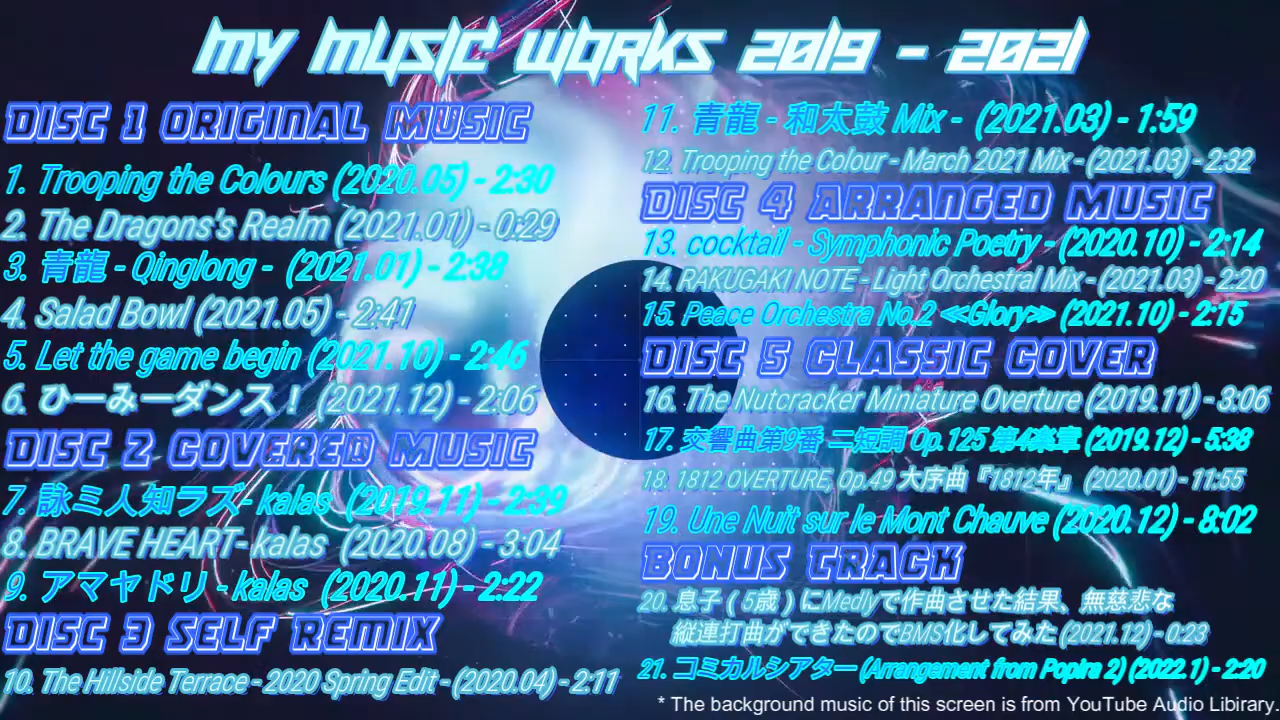 MY MUSIC WORKS 2019 - 2021
DISC 1 ORIGINAL MUSIC
1. Trooping the Colours (2020.05) - 2:30
2. The Dragons's Realm (2021.01) - 0:29
3. 青龍 - Qinglong - (2021.01) - 2:38
4. Salad Bowl (2021.05) - 2:41
5. Let the game begin (2021.10) - 2:46
6. ひーみーダンス！ (2021.12) - 2:06
DISC 2 COVERED MUSIC
7. 詠ミ人知ラズ- kalas (2019.11) - 2:39
8. BRAVE HEART- kalas (2020.08) - 3:04
9. アマヤドリ - kalas (2020.11) - 2:22
DISC 3 SELF REMIX
10. The Hillside Terrace - 2020 Spring Edit - (2020.04) - 2:11
11. 青龍 - 和太鼓 Mix - (2021.03) - 1:59
12. Trooping the Colour - March 2021 Mix - (2021.03) - 2:32
DISC 4 ARRANGED MUSIC
13. cocktail - Symphonic Poetry - (2020.10) - 2:14
14. RAKUGAKI NOTE - Light Orchestral Mix - (2021.03) - 2:20
15. Peace Orchestra No.2 ≪Glory≫ (2021.10) - 2:15
DISC 5 CLASSIC COVER
16. The Nutcracker Miniature Overture (2019.11) - 3:06
17. 交響曲第9番 ニ短調 Op.125 第4楽章 (2019.12) - 5:38
18. 1812 OVERTURE, Op.49 大序曲『1812年』 (2020.01) - 11:55
19. Une Nuit sur le Mont Chauve (2020.12) - 8:02
BONUS TRACK
20. 息子（5歳）にMedlyで作曲させた結果、無慈悲な
縦連打曲ができたのでBMS化してみた (2021.12) - 0:23
21. コミカルシアター (Arrangement from Popira 2) (2022.1) - 2:20
* The background music of this screen is from YouTube Audio Libirary.